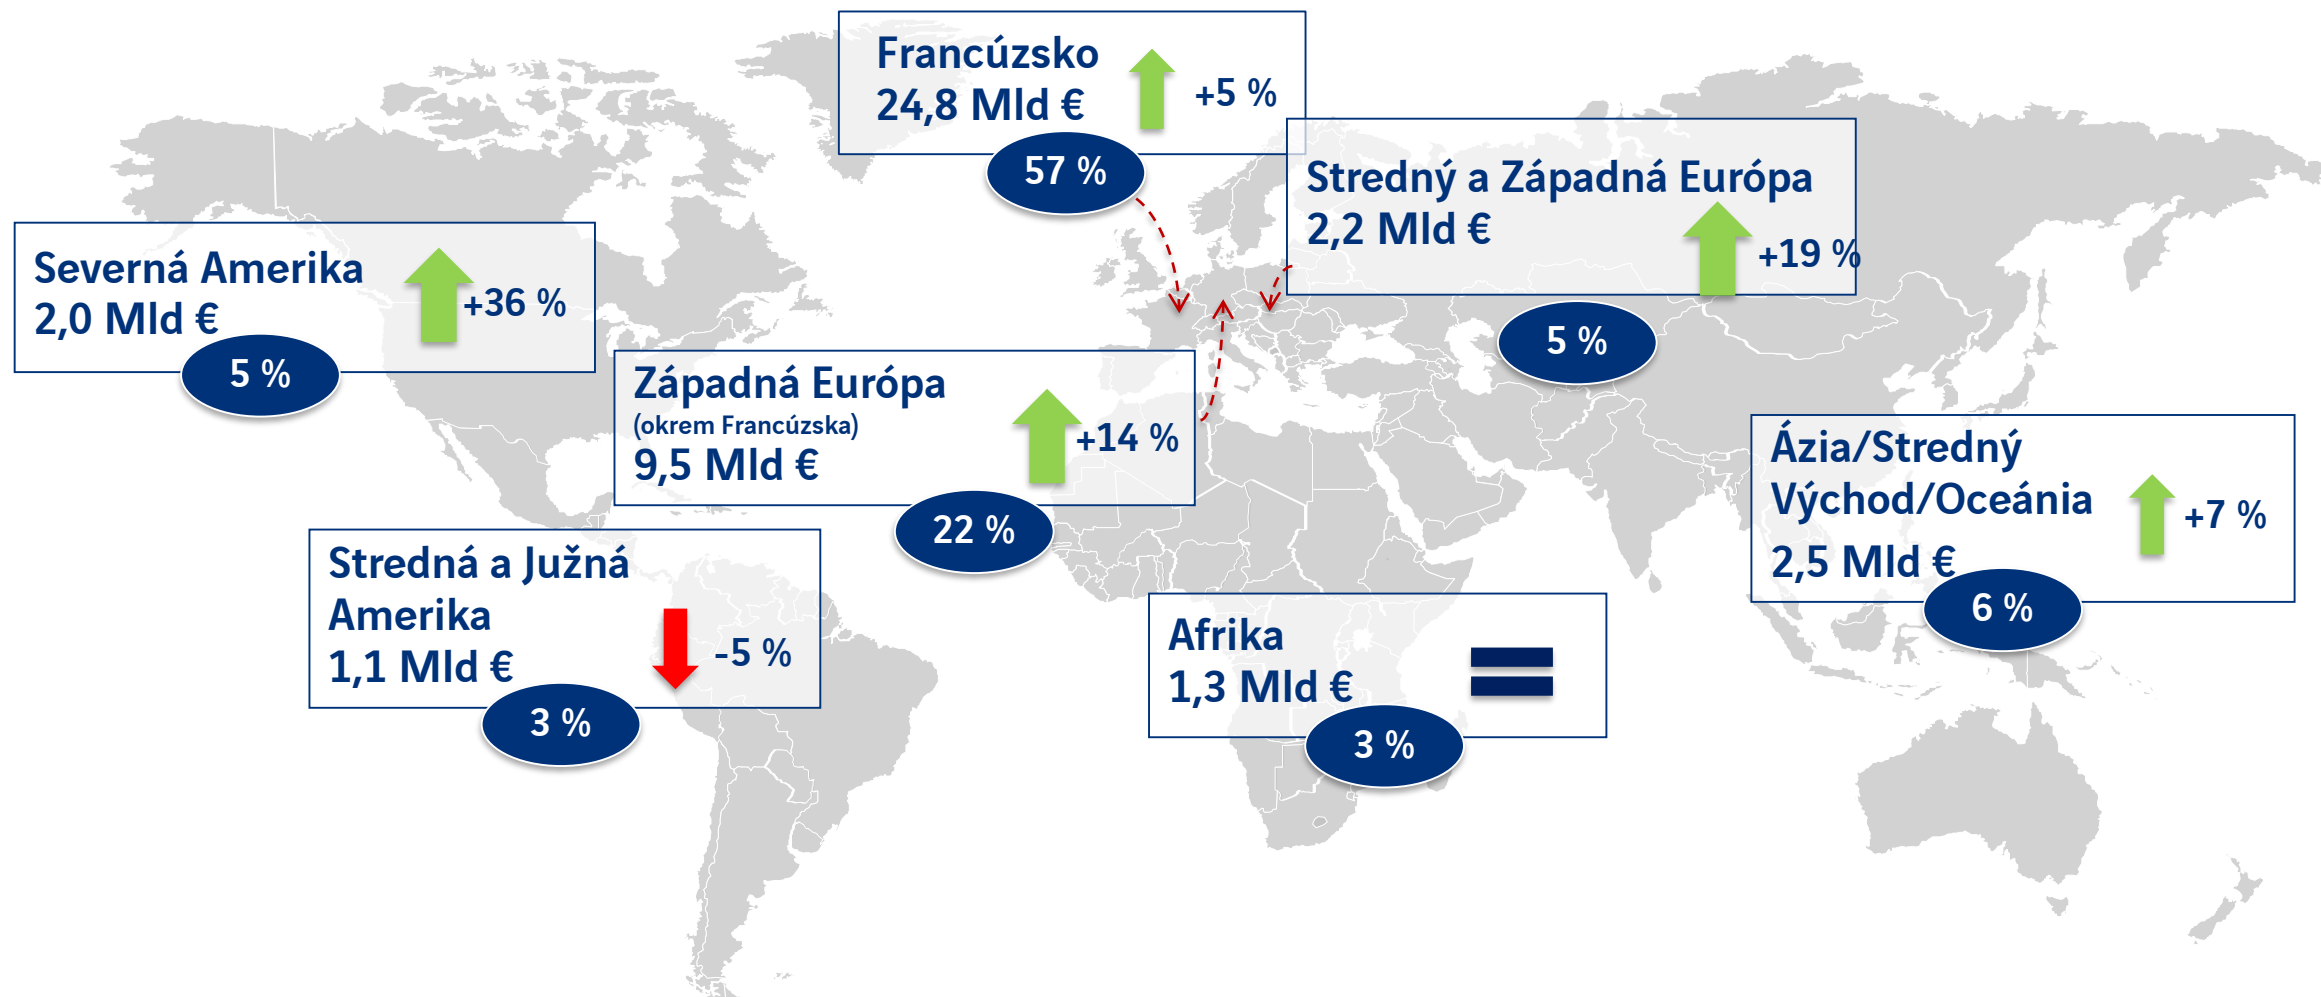 Francúzsko
24,8 Mld €
+5 %
57 %
Stredný a Západná Európa
2,2 Mld €
+19 %
5 %
Severná Amerika
2,0 Mld €
+36 %
5 %
Západná Európa
(okrem Francúzska)
9,5 Mld €
+14 %
22 %
Ázia/Stredný
Východ/Oceánia
2,5 Mld €
+7 %
6 %
Stredná a Južná
Amerika
1,1 Mld €
-5 %
3 %
Afrika
1,3 Mld €
=
3 %